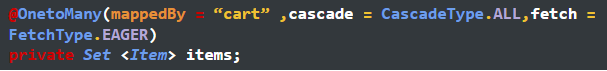 @OnetoMany(mappedBy = “cart” ,cascade = CascadeType.ALL,fetch =
FetchType.EAGER)
private Set <Item> items;